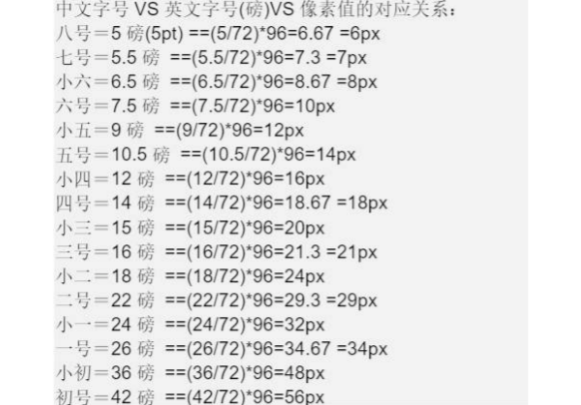 中文字号 VS 英文字号(磅)VS 像素值的对应关系：
八号＝5 磅(5pt) ==(5/72)*96=6.67 =6px
七号＝5.5 磅 ==(5.5/72)*96=7.3 =7px
小六＝6.5 磅 ==(6.5/72)*96=8.67 =8px
六号＝7.5 磅 ==(7.5/72)*96=10px
小五＝9 磅 ==(9/72)*96=12px
五号＝10.5 磅 ==(10.5/72)*96=14px
小四＝12 磅 ==(12/72)*96=16px
四号＝14 磅 ==(14/72)*96=18.67 =18px
小三＝15 磅 ==(15/72)*96=20px
三号＝16 磅 ==(16/72)*96=21.3 =21px
小二＝18 磅 ==(18/72)*96=24px
二号＝22 磅 ==(22/72)*96=29.3 =29px
小一＝24 磅 ==(24/72)*96=32px
一号＝26 磅 ==(26/72)*96=34.67 =34px
小初＝36 磅 ==(36/72)*96=48px
初号＝42 磅 ==(42/72)*96=56px